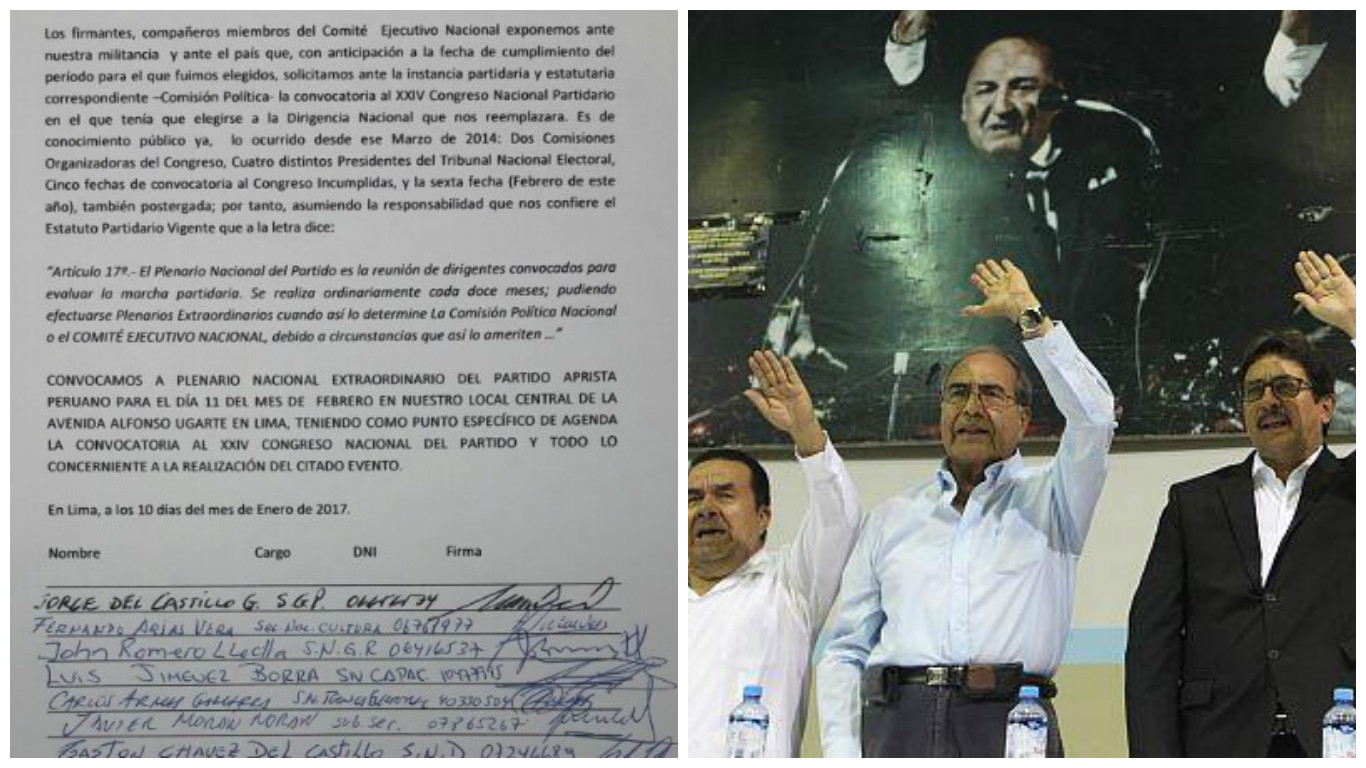 Los firmantes, compañeros miembros del Comité Ejecutivo Nacional exponemos ante
nuestra militancia y ante el país que, con anticipación a la fecha de cumplimiento del
período para el que fuimos elegidos, solicitamos ante la instancia partidaria y estatutaria
correspondiente –Comisión Política- la convocatoria al XXIV Congreso Nacional Partidario
en el que tenía que elegirse a la Dirigencia Nacional que nos reemplazara. Es de
conocimiento público ya, lo ocurrido desde ese Marzo de 2014: Dos Comisiones
Organizadoras del Congreso, Cuatro distintos Presidentes del Tribunal Nacional Electoral,
Cinco fechas de convocatoria al Congreso Incumplidas, y la sexta fecha (Febrero de este
año), también postergada; por tanto, asumiendo la responsabilidad que nos confiere el
Estatuto Partidario Vigente que a la letra dice:
"Artículo 17º.- El Plenario Nacional del Partido es la reunión de dirigentes convocados para
evaluar la marcha partidaria. Se realiza ordinariamente cada doce meses; pudiendo
efectuarse Plenarios Extraordinarios cuando así lo determine La Comisión Política Nacional
o el COMITÉ EJECUTIVO NACIONAL, debido a circunstancias que así lo ameriten ..."
CONVOCAMOS A PLENARIO NACIONAL EXTRAORDINARIO DEL PARTIDO APRISTA
PERUANO PARA EL DÍA 11 DEL MES DE FEBRERO EN NUESTRO LOCAL CENTRAL DE LA
AVENIDA ALFONSO UGARTE EN LIMA, TENIENDO COMO PUNTO ESPECÍFICO DE AGENDA
LA CONVOCATORIA AL XXIV CONGRESO NACIONAL DEL PARTIDO Y TODO LO
CONCERNIENTE A LA REALIZACIÓN DEL CITADO EVENTO.
En Lima, a los 10 días del mes de Enero de 2017.
Nombre Cargo DNI Firma
JORGE DEL CASTILLO G. S.G.P.
FERNANDO ARIAS VERA Sec. Nac. CULTURA 06761977
John Romero Lloclla S.N.G.R 06416537
LUIS JIMENEZ BORRA SN CAPAC
CARLOS ARMAS
JAVIER MORAN MORAN sub sec. 07865267
GASTON CHAVEZ DEL CASTILLO S.N.D 07246684